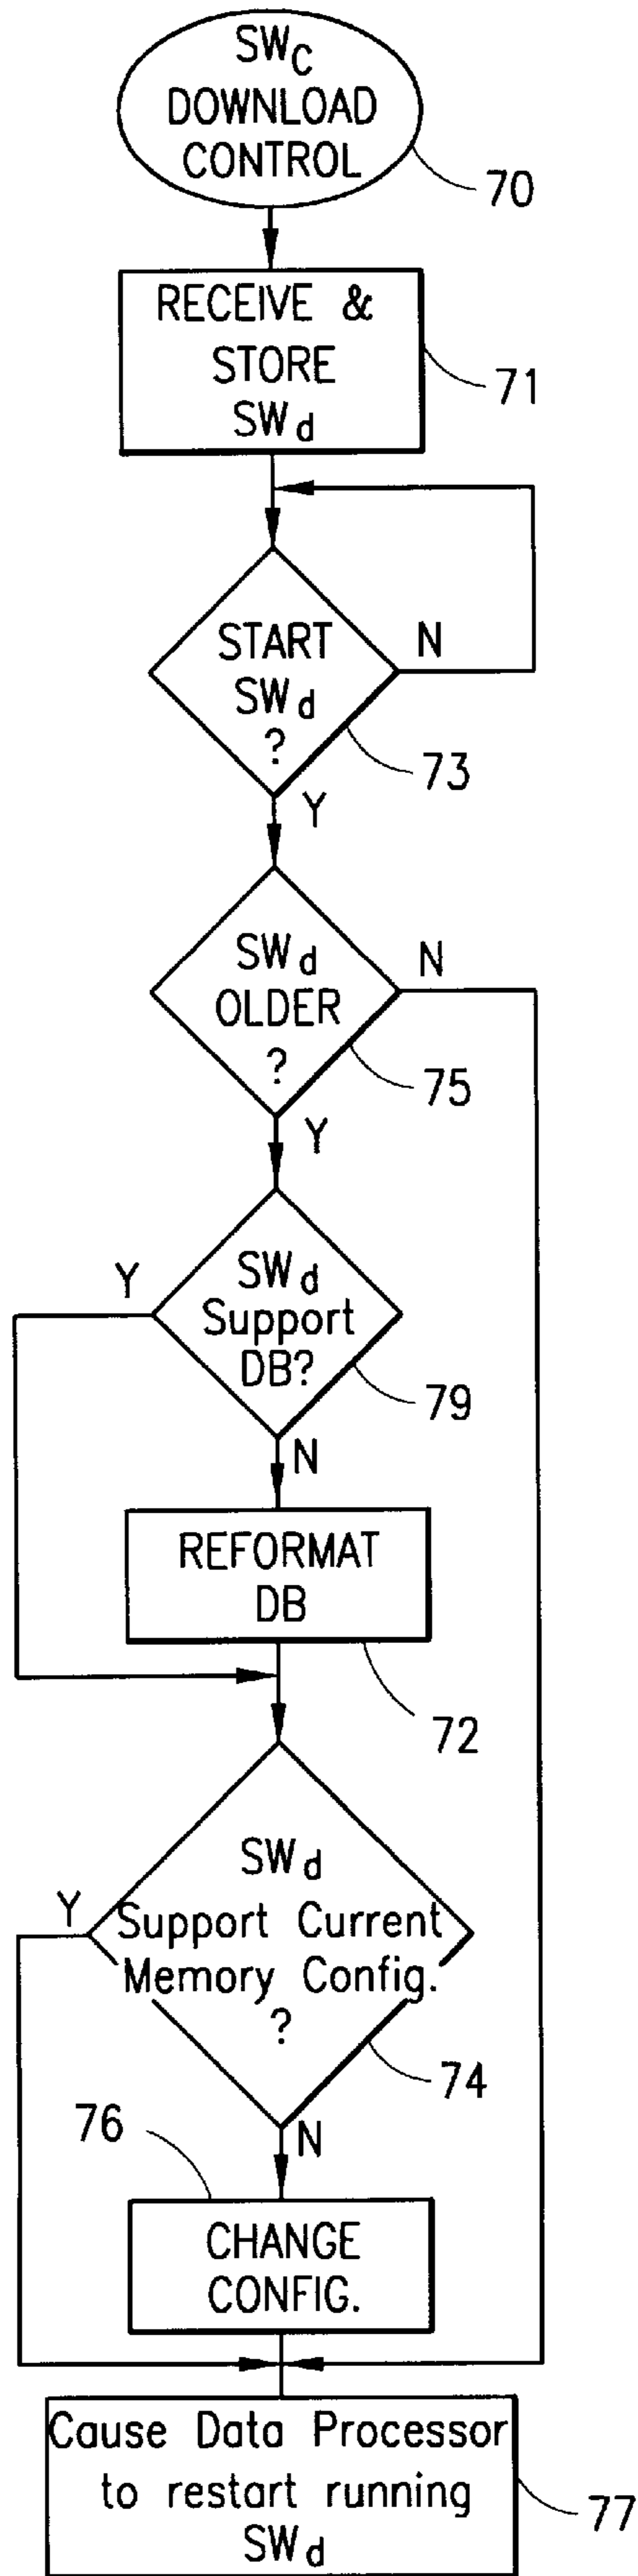 SWC
DOWNLOAD
CONTROL
70
RECEIVE &
STORE
SWd
71
START
SWd
?
N
73
Y
SWd
OLDER
?
N
75
Y
Y
SWd
Support
DB?
79
N
REFORMAT
DB
72
SWd
Y
Support Current
Memory Config.
?
74
76
N
CHANGE
CONFIG.
Cause Data Processor
to restart running
SWd
77